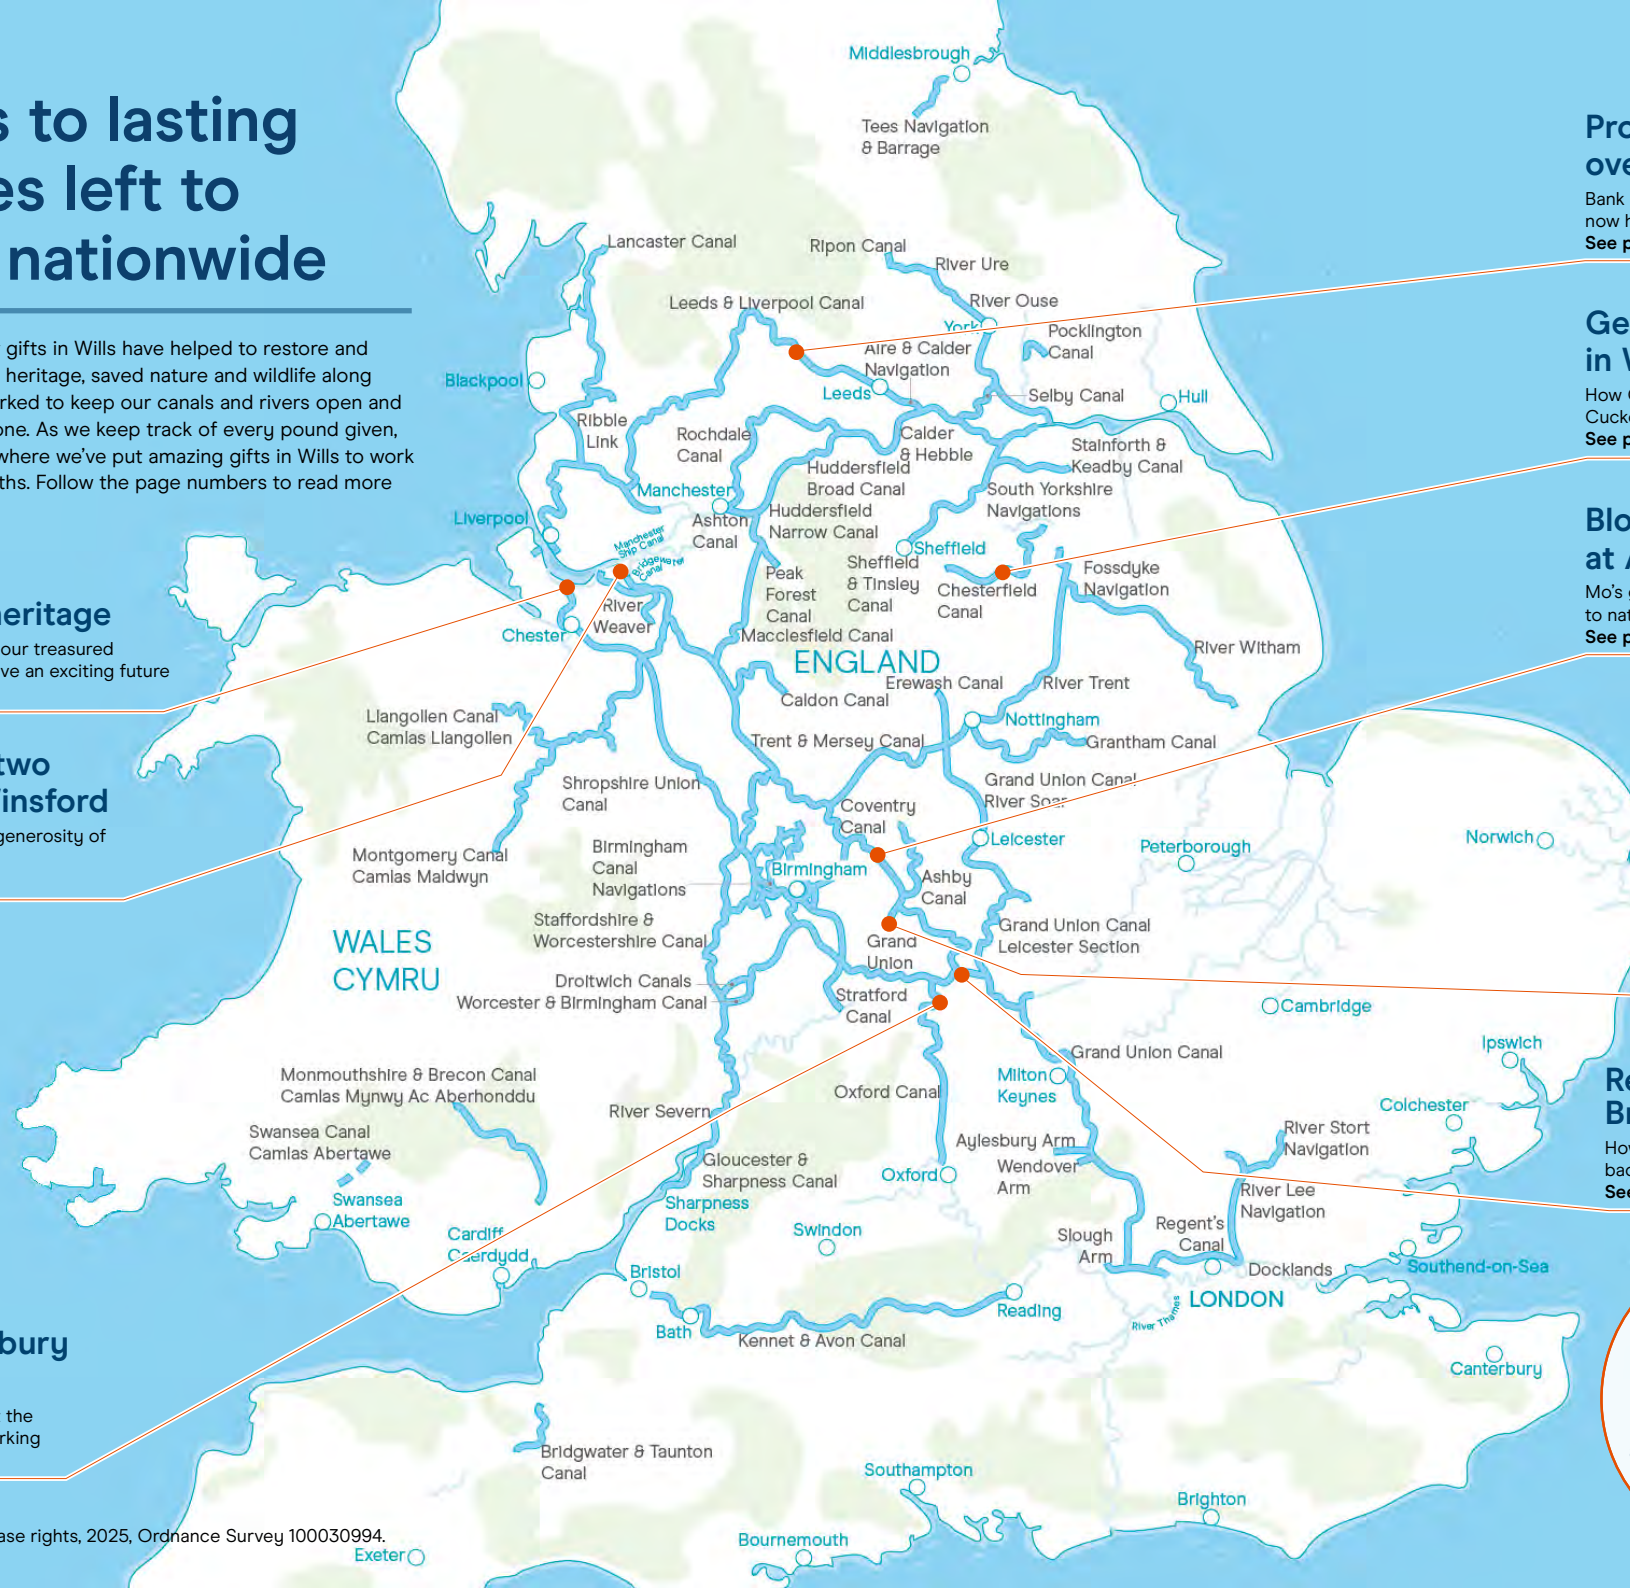 s to lasting
es left to
nationwide
gifts in Wills have helped to restore and
heritage, saved nature and wildlife along
rked to keep our canals and rivers open and
one. As we keep track of every pound given,
where we’ve put amazing gifts in Wills to work
ths. Follow the page numbers to read more
heritage
our treasured
ve an exciting future
two
insford
generosity of
bury
the
rking
ase rights, 2025, Ordnance Survey 100030994.
Pro
ove
Bank
now h
See p
Ge
in W
How
Cucko
See p
Blo
at A
Mo’s g
to nat
See p
Re
Br
How
bac
See
Middlesbrough
Tees Navigation
& Barrage
Lancaster Canal
Ripon Canal
River Ure
Leeds & Liverpool Canal
River Ouse
York
Pocklington
Canal
Aire & Calder
Navigation
Blackpool
Leeds
Selby Canal
Hull
Ribble
Link
Rochdale
Canal
Calder
& Hebble
Stainforth &
Keadby Canal
Huddersfield
Broad Canal
Manchester
South Yorkshire
Navigations
Liverpool
Ashton
Canal
Huddersfield
Narrow Canal
Manchester
Ship Canal
Bridgewater
Canal
Sheffield
Sheffield
& Tinsley
Canal
Peak
Forest
Canal
Chesterfield
Canal
Fossdyke
Navigation
River
Weaver
Chester
Macclesfield Canal
River Witham
ENGLAND
Erewash Canal
River Trent
Caldon Canal
Llangollen Canal
Camlas Llangollen
Nottingham
Trent & Mersey Canal
Grantham Canal
Shropshire Union
Canal
Grand Union Canal
River Soar
Coventry
Canal
Leicester
Norwich
Peterborough
Montgomery Canal
Camlas Maldwyn
Birmingham
Canal
Navigations
Birmingham
Ashby
Canal
Staffordshire &
Worcestershire Canal
Grand Union Canal
Leicester Section
WALES
CYMRU
Grand
Union
Droitwich Canals
Worcester & Birmingham Canal
Stratford
Canal
Cambridge
Ipswich
Grand Union Canal
Monmouthshire & Brecon Canal
Camlas Mynwy Ac Aberhonddu
Milton
Keynes
Oxford Canal
River Severn
Colchester
Swansea Canal
Camlas Abertawe
Aylesbury Arm
River Stort
Navigation
Gloucester &
Sharpness Canal
Wendover
Arm
Oxford
Swansea
Abertawe
Sharpness
Docks
River Lee
Navigation
Cardiff
Caerdydd
Swindon
Slough
Arm
Regent’s
Canal
Bristol
Docklands
Southend-on-Sea
Reading
LONDON
River Thames
Bath
Kennet & Avon Canal
Canterbury
Bridgwater & Taunton
Canal
Southampton
Brighton
Bournemouth
Exeter